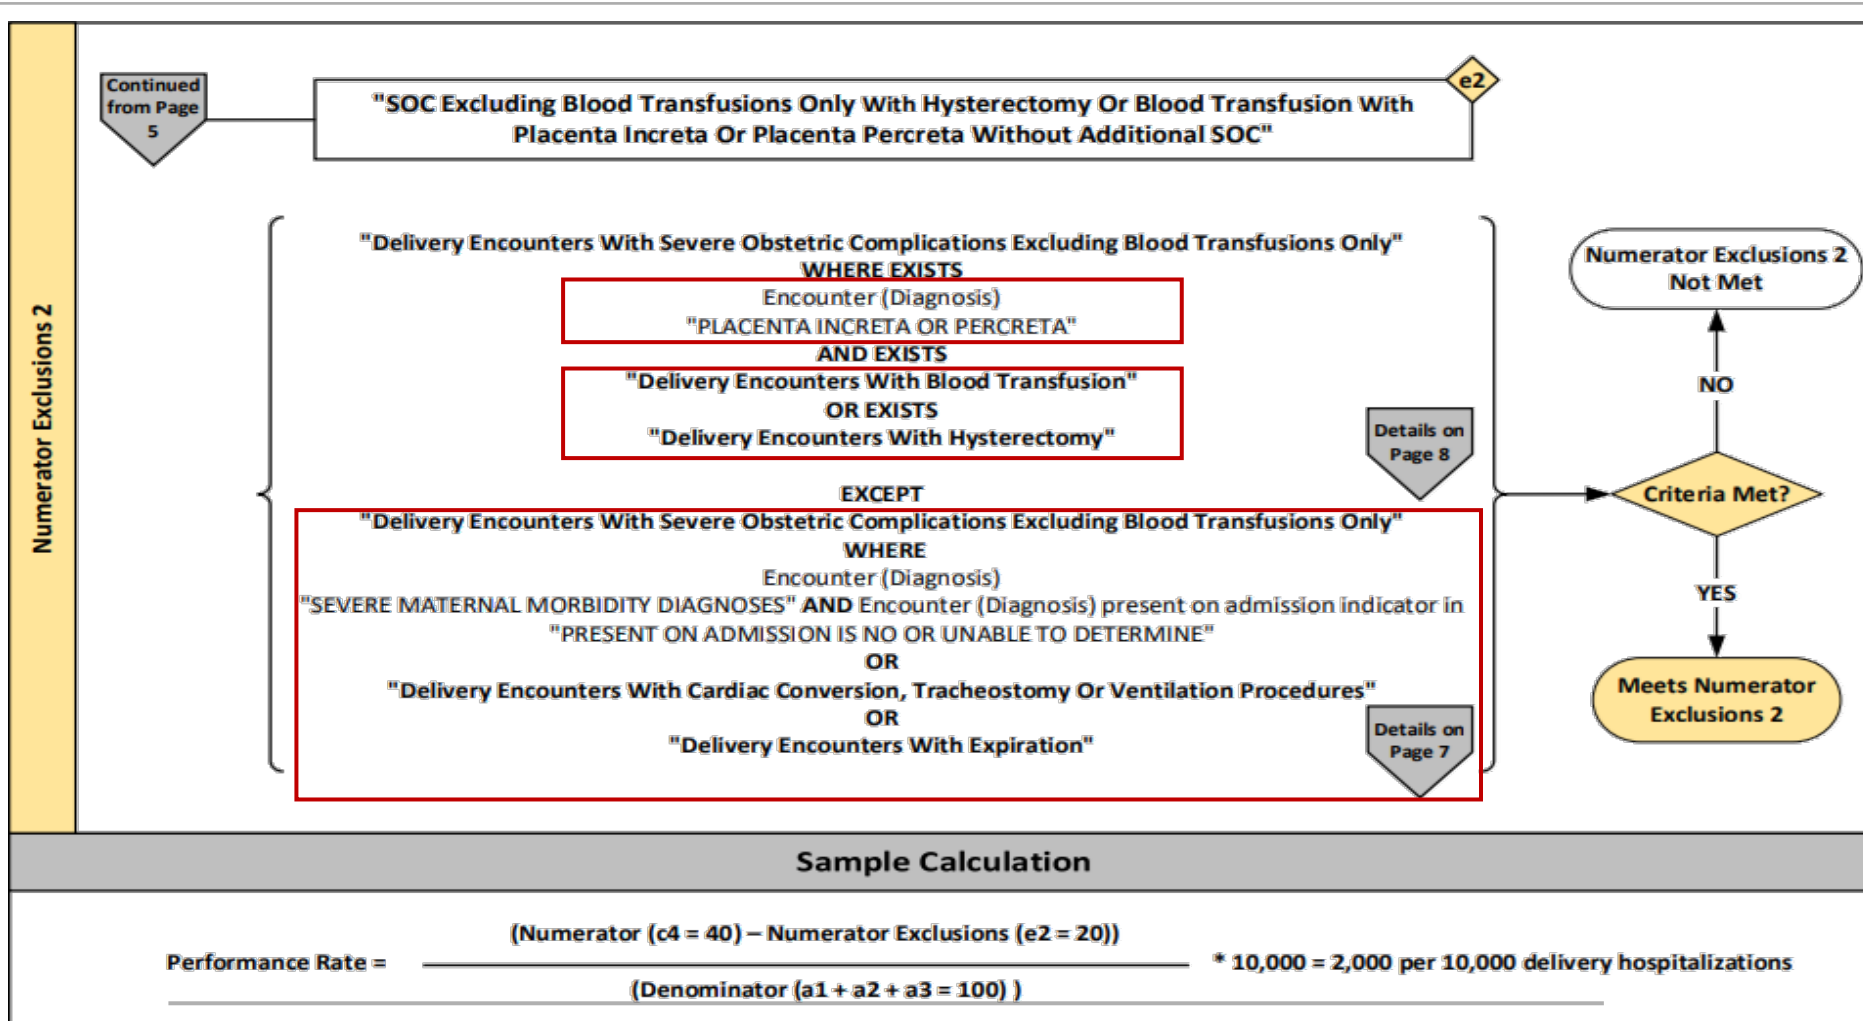 Numerator Exclusions 2
Continued
from Page
5
"SOC Excluding Blood Transfusions Only With Hysterectomy Or Blood Transfusion With
Placenta Increta Or Placenta Percreta Without Additional SOC"
e2
"Delivery Encounters With Severe Obstetric Complications Excluding Blood Transfusions Only"
WHERE EXISTS
Encounter (Diagnosis)
"PLACENTA INCRETA OR PERCRETA"
AND EXISTS
"Delivery Encounters With Blood Transfusion"
OR EXISTS
"Delivery Encounters With Hysterectomy"
Details on
Page 8
EXCEPT
"Delivery Encounters With Severe Obstetric Complications Excluding Blood Transfusions Only"
WHERE
Encounter (Diagnosis)
"SEVERE MATERNAL MORBIDITY DIAGNOSES" AND Encounter (Diagnosis) present on admission indicator in
"PRESENT ON ADMISSION IS NO OR UNABLE TO DETERMINE"
OR
"Delivery Encounters With Cardiac Conversion, Tracheostomy Or Ventilation Procedures"
OR
"Delivery Encounters With Expiration"
Details on
Page 7
Numerator Exclusions 2
Not Met
NO
Criteria Met?
YES
Meets Numerator
Exclusions 2
Sample Calculation
(Numerator (c4 = 40) – Numerator Exclusions (e2 = 20))
Performance Rate =
* 10,000 = 2,000 per 10,000 delivery hospitalizations
(Denominator (a1 + a2 + a3 = 100) )